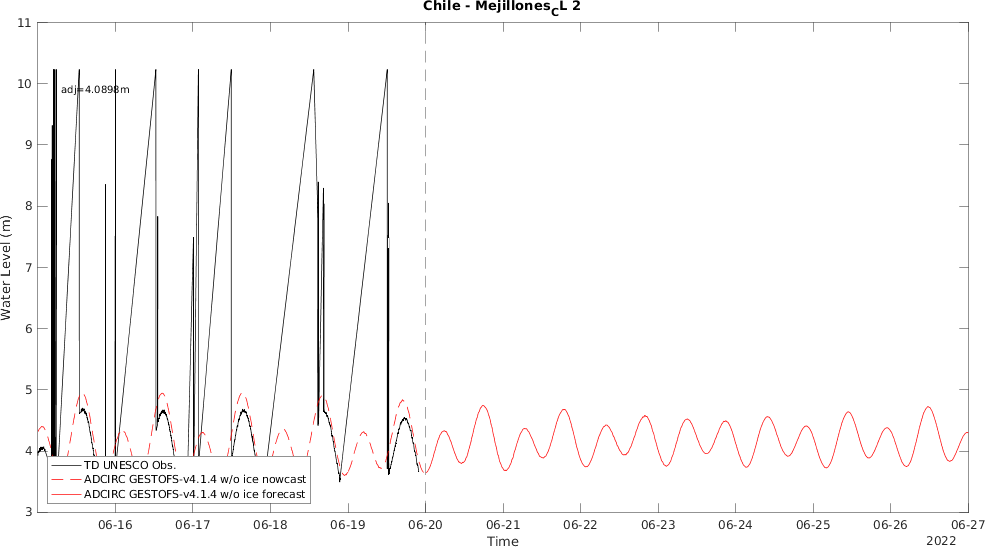 Chile - Mejillones_CL 2
11
10
9
8
7
6
5
4
3
Water Level (m)
adj=4.0898m
TD UNESCO Obs.
ADCIRC GESTOFS-v4.1.4 w/o ice nowcast
ADCIRC GESTOFS-v4.1.4 w/o ice forecast
06-16 06-17 06-18 06-19 06-20 06-21 06-22 06-23 06-24 06-25 06-26 06-27
Time
2022